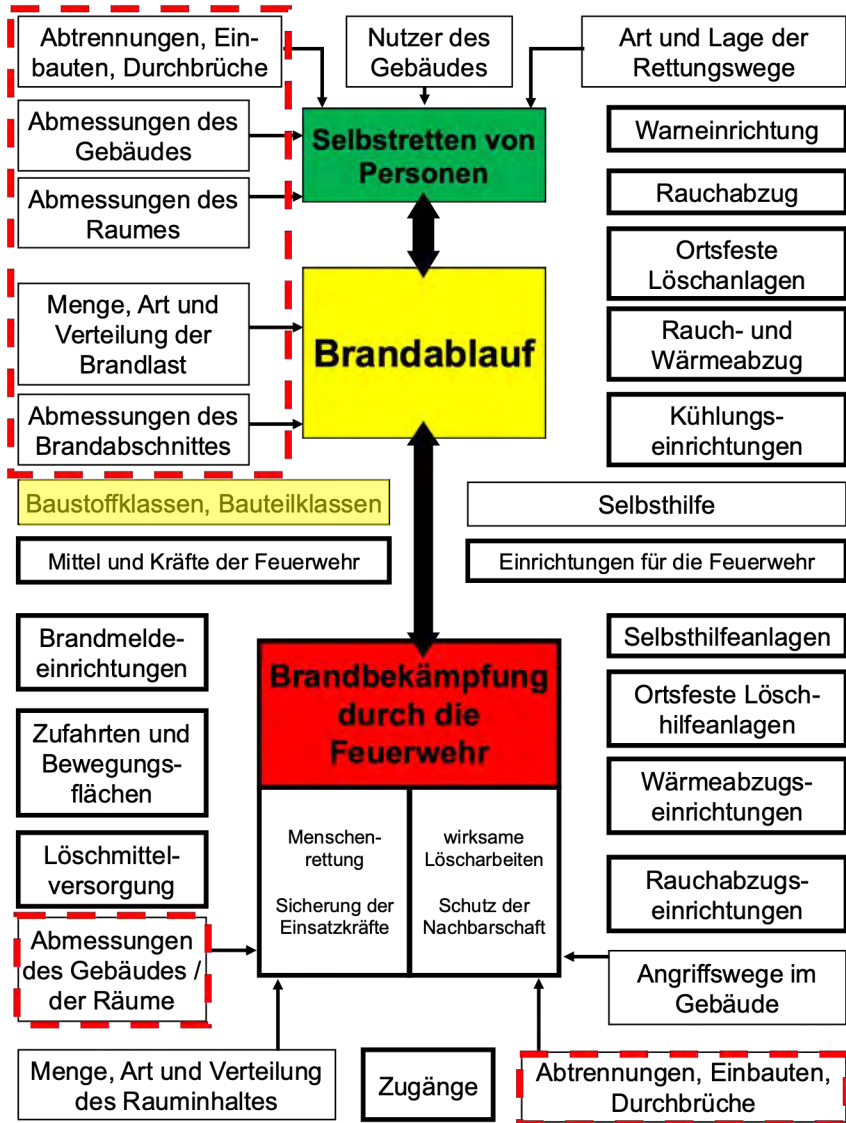 Abtrennungen, Ein-
bauten, Durchbrüche
Nutzer des
Gebäudes
Art und Lage der
Rettungswege
Abmessungen des
Gebäudes
Selbstretten von
Personen
Warneinrichtung
Abmessungen des
Raumes
Rauchabzug
Ortsfeste
Löschanlagen
Menge, Art und
Verteilung der
Brandlast
Brandablauf
Rauch- und
Wärmeabzug
Abmessungen des
Brandabschnittes
Kühlungs-
einrichtungen
Baustoffklassen, Bauteilklassen
Selbsthilfe
Mittel und Kräfte der Feuerwehr
Einrichtungen für die Feuerwehr
Brandmelde-
einrichtungen
Brandbekämpfung
durch die
Feuerwehr
Selbsthilfeanlagen
Ortsfeste Lösch-
hilfeanlagen
Zufahrten und
Bewegungs-
flächen
Wärmeabzugs-
einrichtungen
Menschen-
rettung
Sicherung der
Einsatzkräfte
wirksame
Löscharbeiten
Schutz der
Nachbarschaft
Löschmittel-
versorgung
Rauchabzugs-
einrichtungen
Abmessungen
des Gebäudes /
der Räume
Angriffswege im
Gebäude
Menge, Art und Verteilung
des Rauminhaltes
Zugänge
Abtrennungen, Einbauten,
Durchbrüche